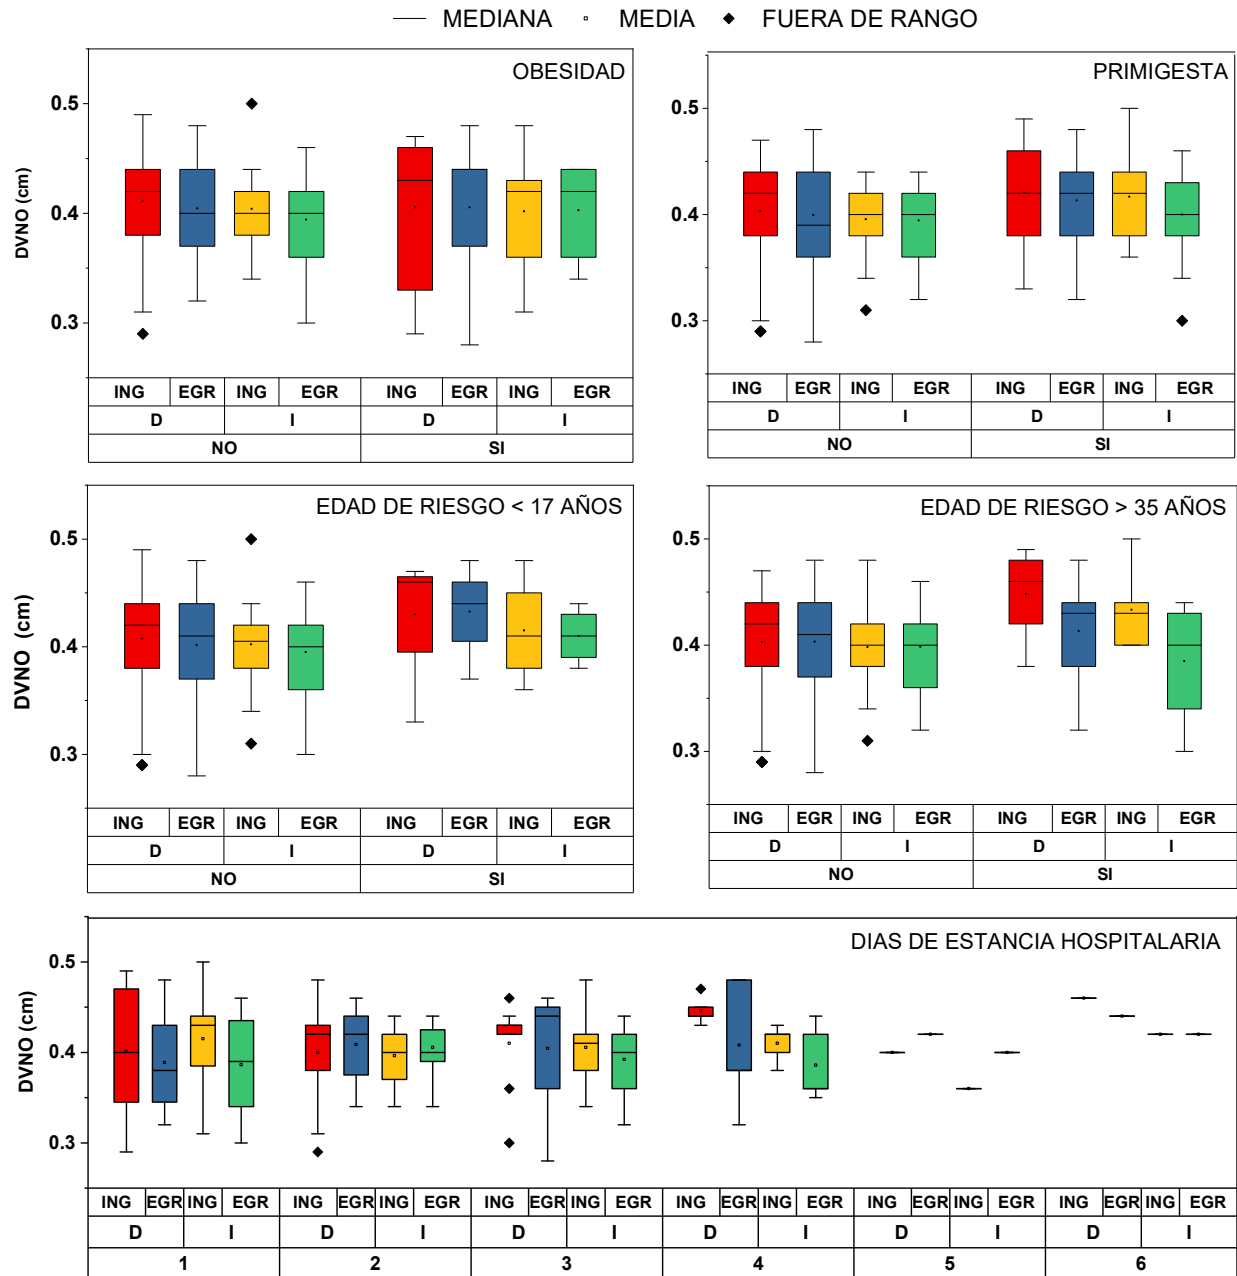 MEDIANA MEDIA FUERA DE RANGO
OBESIDAD
DVNO (cm)
0.5
0.4
0.3
ING EGR ING EGR ING EGR ING EGR
D I D I
NO SI
PRIMIGESTA
0.5
0.4
0.3
ING EGR ING EGR ING EGR ING EGR
D I D I
NO SI
EDAD DE RIESGO < 17 AÑOS
DVNO (cm)
0.5
0.4
0.3
ING EGR ING EGR ING EGR ING EGR
D I D I
NO SI
EDAD DE RIESGO > 35 AÑOS
0.5
0.4
0.3
ING EGR ING EGR ING EGR ING EGR
D I D I
NO SI
DIAS DE ESTANCIA HOSPITALARIA
DVNO (cm)
0.5
0.4
0.3
ING EGR ING EGR ING EGR ING EGR ING EGR ING EGR ING EGR ING EGR ING EGR ING EGR ING EGR ING EGR
D I D I D I D I D I D I
1 2 3 4 5 6